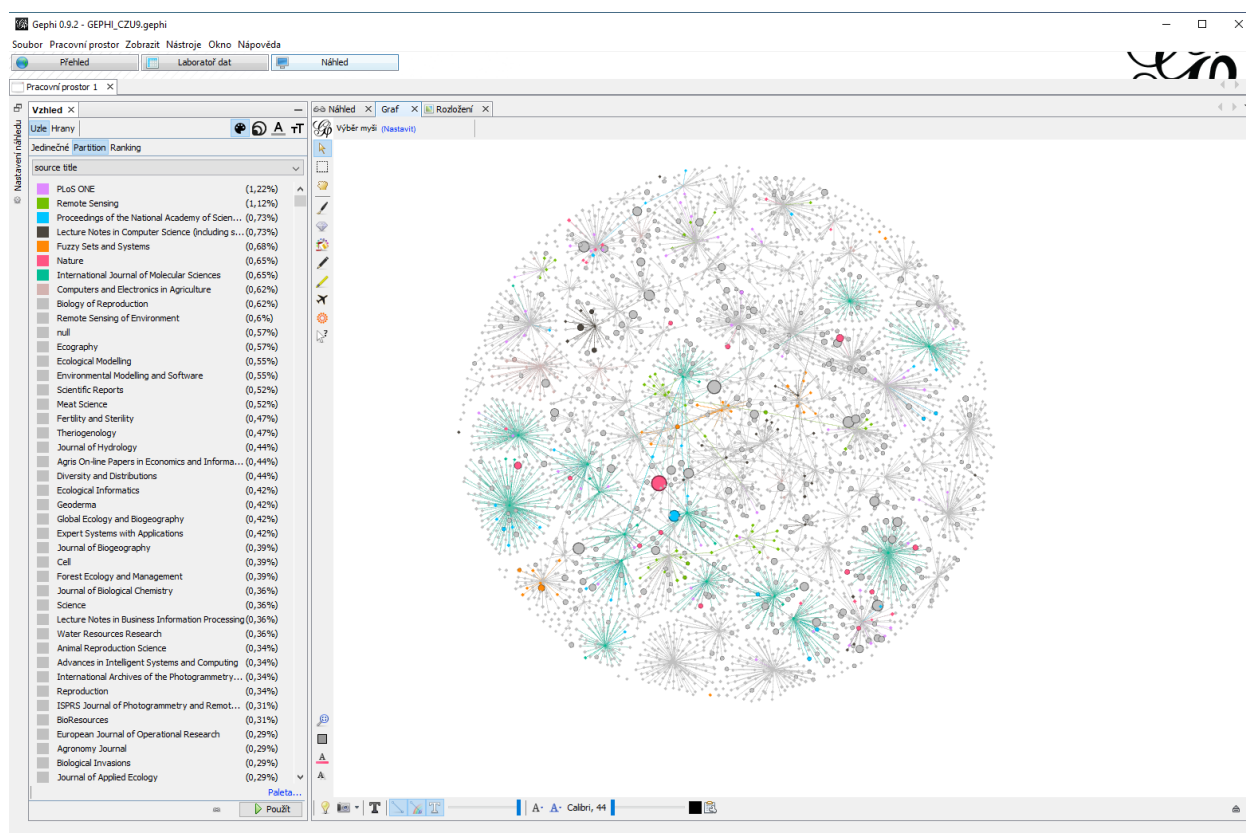 Gephi 0.9.2 - GEPHI_CZU9.gephi
Soubor Pracovní prostor Zobrazit Nástroje Okno Nápověda
Přehled Laboratoř dat Náhled
Pracovní prostor 1
Nastavení náhledu
Vzhled
Uzle Hrany
Jedinečné Partition Ranking
source title
PLoS ONE (1,22%)
Remote Sensing (1,12%)
Proceedings of the National Academy of Scien... (0,73%)
Lecture Notes in Computer Science (including s... (0,73%)
Fuzzy Sets and Systems (0,68%)
Nature (0,65%)
International Journal of Molecular Sciences (0,65%)
Computers and Electronics in Agriculture (0,62%)
Biology of Reproduction (0,62%)
Remote Sensing of Environment (0,6%)
null (0,57%)
Ecography (0,57%)
Ecological Modelling (0,55%)
Environmental Modelling and Software (0,55%)
Scientific Reports (0,52%)
Meat Science (0,52%)
Fertility and Sterility (0,47%)
Theriogenology (0,47%)
Journal of Hydrology (0,44%)
Agris On-line Papers in Economics and Informa... (0,44%)
Diversity and Distributions (0,44%)
Ecological Informatics (0,42%)
Geoderma (0,42%)
Global Ecology and Biogeography (0,42%)
Expert Systems with Applications (0,42%)
Journal of Biogeography (0,39%)
Cell (0,39%)
Forest Ecology and Management (0,39%)
Journal of Biological Chemistry (0,36%)
Science (0,36%)
Lecture Notes in Business Information Processing (0,36%)
Water Resources Research (0,36%)
Animal Reproduction Science (0,34%)
Advances in Intelligent Systems and Computing (0,34%)
International Archives of the Photogrammetry... (0,34%)
Reproduction (0,34%)
ISPRS Journal of Photogrammetry and Remot... (0,31%)
BioResources (0,31%)
European Journal of Operational Research (0,29%)
Agronomy Journal (0,29%)
Biological Invasions (0,29%)
Journal of Applied Ecology (0,29%)
Paleta...
Použít
Náhled Graf Rozložení
Výběr myši (Nastavit)
A- A- Calibri, 44